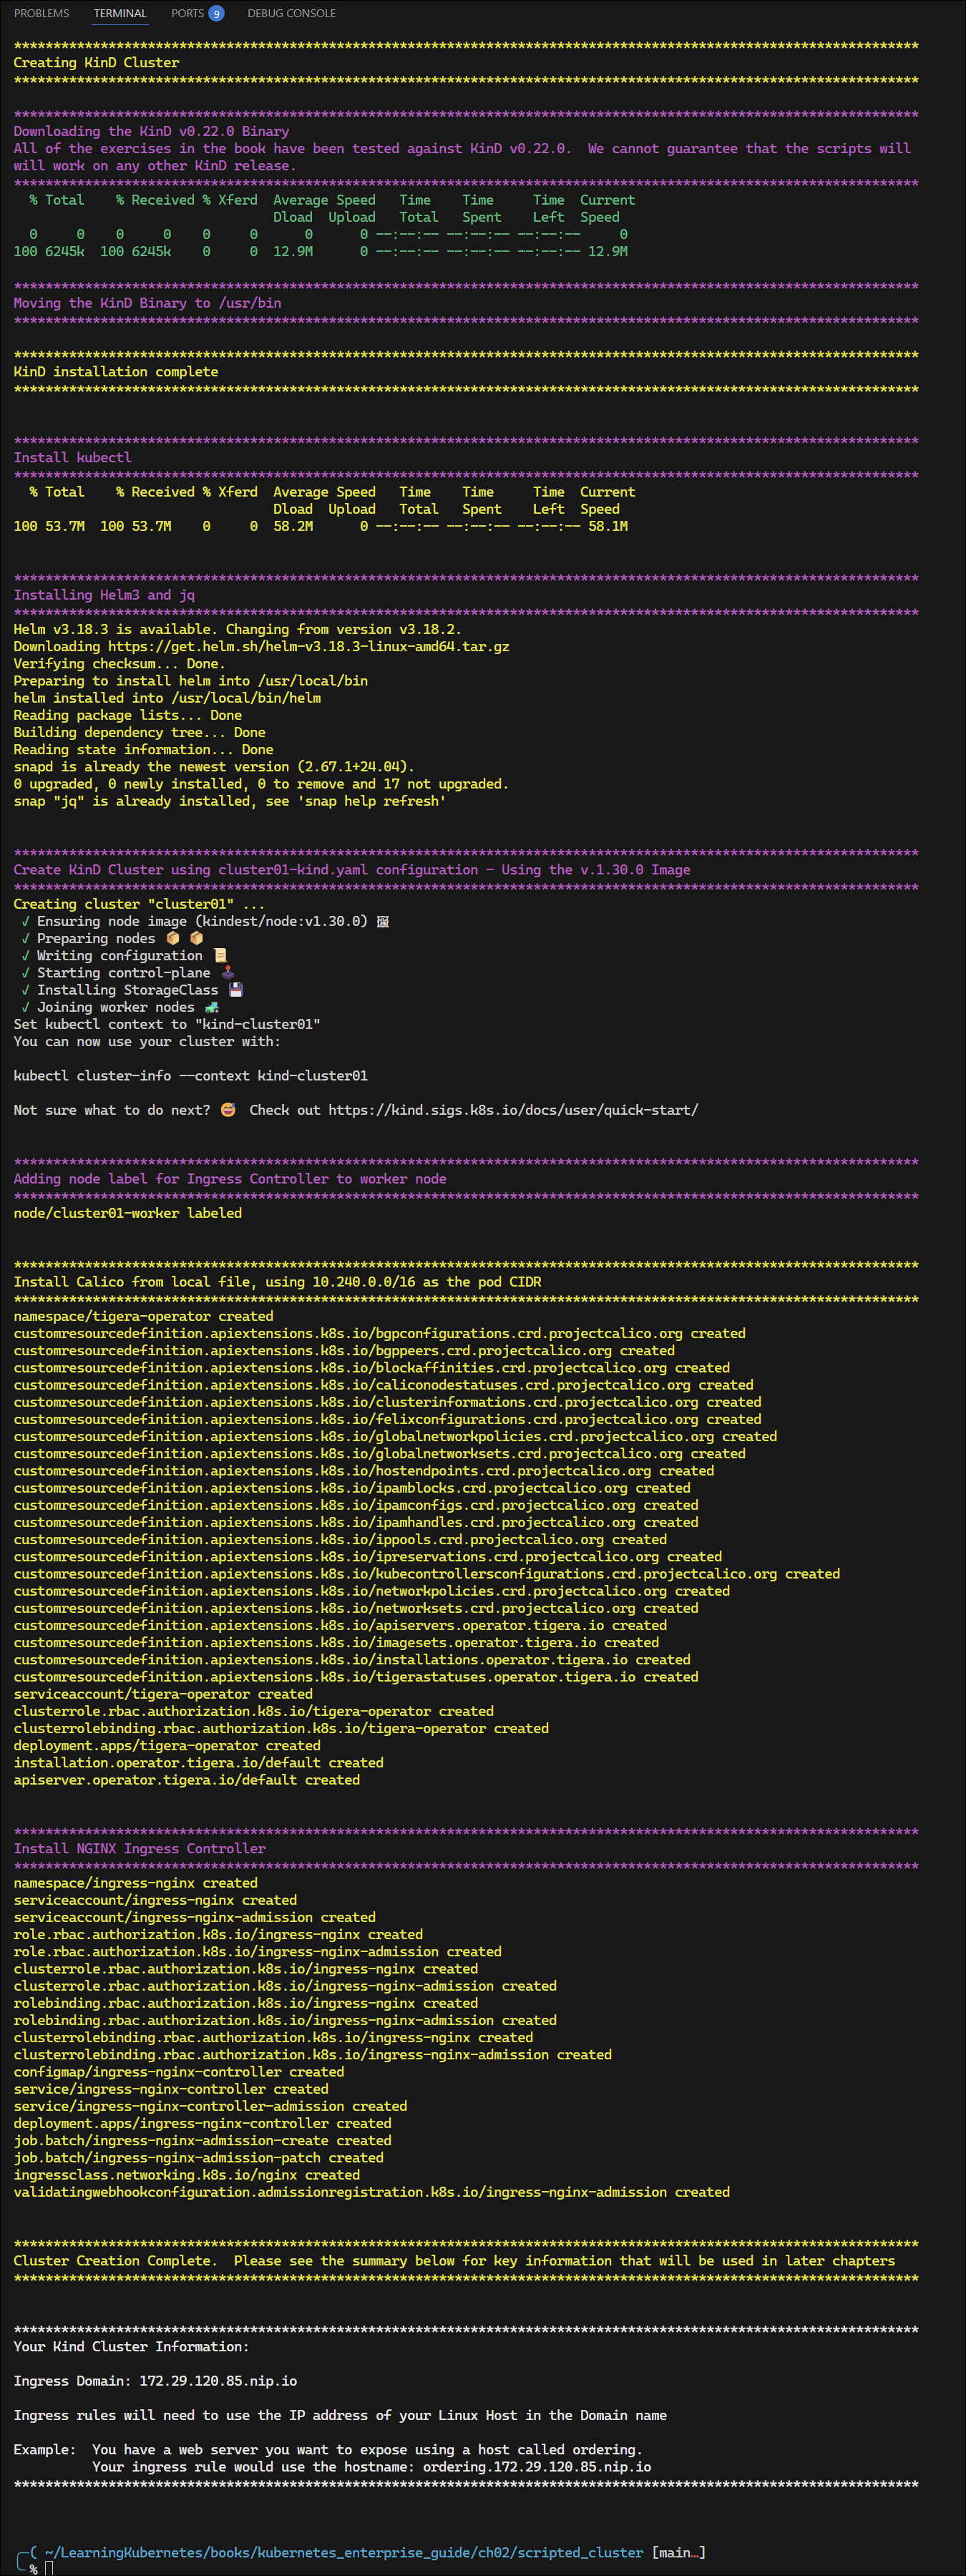 PROBLEMS TERMINAL PORTS 9 DEBUG CONSOLE
*******************************************************************************************************************
Creating KinD Cluster
*******************************************************************************************************************
*******************************************************************************************************************
Downloading the KinD v0.22.0 Binary
All of the exercises in the book have been tested against KinD v0.22.0.  We cannot guarantee that the scripts will
will work on any other KinD release.
*******************************************************************************************************************
  % Total    % Received % Xferd  Average Speed   Time    Time     Time  Current
                                 Dload  Upload   Total   Spent    Left  Speed
  0     0    0     0    0     0      0      0 --:--:-- --:--:-- --:--:--     0
100 6245k  100 6245k    0     0  12.9M      0 --:--:-- --:--:-- --:--:-- 12.9M
*******************************************************************************************************************
Moving the KinD Binary to /usr/bin
*******************************************************************************************************************
*******************************************************************************************************************
KinD installation complete
*******************************************************************************************************************
*******************************************************************************************************************
Install kubectl
*******************************************************************************************************************
  % Total    % Received % Xferd  Average Speed   Time    Time     Time  Current
                                 Dload  Upload   Total   Spent    Left  Speed
100 53.7M  100 53.7M    0     0  58.2M      0 --:--:-- --:--:-- --:--:-- 58.1M
*******************************************************************************************************************
Installing Helm3 and jq
*******************************************************************************************************************
Helm v3.18.3 is available. Changing from version v3.18.2.
Downloading https://get.helm.sh/helm-v3.18.3-linux-amd64.tar.gz
Verifying checksum... Done.
Preparing to install helm into /usr/local/bin
helm installed into /usr/local/bin/helm
Reading package lists... Done
Building dependency tree... Done
Reading state information... Done
snapd is already the newest version (2.67.1+24.04).
0 upgraded, 0 newly installed, 0 to remove and 17 not upgraded.
snap "jq" is already installed, see 'snap help refresh'
*******************************************************************************************************************
Create KinD Cluster using cluster01-kind.yaml configuration - Using the v.1.30.0 Image
*******************************************************************************************************************
Creating cluster "cluster01" ...
 ✓ Ensuring node image (kindest/node:v1.30.0) 🖼
 ✓ Preparing nodes 📦 📦
 ✓ Writing configuration 📜
 ✓ Starting control-plane 🕹️
 ✓ Installing StorageClass 💾
 ✓ Joining worker nodes 🚜
Set kubectl context to "kind-cluster01"
You can now use your cluster with:
kubectl cluster-info --context kind-cluster01
Not sure what to do next? 😅  Check out https://kind.sigs.k8s.io/docs/user/quick-start/
*******************************************************************************************************************
Adding node label for Ingress Controller to worker node
*******************************************************************************************************************
node/cluster01-worker labeled
*******************************************************************************************************************
Install Calico from local file, using 10.240.0.0/16 as the pod CIDR
*******************************************************************************************************************
namespace/tigera-operator created
customresourcedefinition.apiextensions.k8s.io/bgpconfigurations.crd.projectcalico.org created
customresourcedefinition.apiextensions.k8s.io/bgppeers.crd.projectcalico.org created
customresourcedefinition.apiextensions.k8s.io/blockaffinities.crd.projectcalico.org created
customresourcedefinition.apiextensions.k8s.io/caliconodestatuses.crd.projectcalico.org created
customresourcedefinition.apiextensions.k8s.io/clusterinformations.crd.projectcalico.org created
customresourcedefinition.apiextensions.k8s.io/felixconfigurations.crd.projectcalico.org created
customresourcedefinition.apiextensions.k8s.io/globalnetworkpolicies.crd.projectcalico.org created
customresourcedefinition.apiextensions.k8s.io/globalnetworksets.crd.projectcalico.org created
customresourcedefinition.apiextensions.k8s.io/hostendpoints.crd.projectcalico.org created
customresourcedefinition.apiextensions.k8s.io/ipamblocks.crd.projectcalico.org created
customresourcedefinition.apiextensions.k8s.io/ipamconfigs.crd.projectcalico.org created
customresourcedefinition.apiextensions.k8s.io/ipamhandles.crd.projectcalico.org created
customresourcedefinition.apiextensions.k8s.io/ippools.crd.projectcalico.org created
customresourcedefinition.apiextensions.k8s.io/ipreservations.crd.projectcalico.org created
customresourcedefinition.apiextensions.k8s.io/kubecontrollersconfigurations.crd.projectcalico.org created
customresourcedefinition.apiextensions.k8s.io/networkpolicies.crd.projectcalico.org created
customresourcedefinition.apiextensions.k8s.io/networksets.crd.projectcalico.org created
customresourcedefinition.apiextensions.k8s.io/apiservers.operator.tigera.io created
customresourcedefinition.apiextensions.k8s.io/imagesets.operator.tigera.io created
customresourcedefinition.apiextensions.k8s.io/installations.operator.tigera.io created
customresourcedefinition.apiextensions.k8s.io/tigerastatuses.operator.tigera.io created
serviceaccount/tigera-operator created
clusterrole.rbac.authorization.k8s.io/tigera-operator created
clusterrolebinding.rbac.authorization.k8s.io/tigera-operator created
deployment.apps/tigera-operator created
installation.operator.tigera.io/default created
apiserver.operator.tigera.io/default created
*******************************************************************************************************************
Install NGINX Ingress Controller
*******************************************************************************************************************
namespace/ingress-nginx created
serviceaccount/ingress-nginx created
serviceaccount/ingress-nginx-admission created
role.rbac.authorization.k8s.io/ingress-nginx created
role.rbac.authorization.k8s.io/ingress-nginx-admission created
clusterrole.rbac.authorization.k8s.io/ingress-nginx created
clusterrole.rbac.authorization.k8s.io/ingress-nginx-admission created
rolebinding.rbac.authorization.k8s.io/ingress-nginx created
rolebinding.rbac.authorization.k8s.io/ingress-nginx-admission created
clusterrolebinding.rbac.authorization.k8s.io/ingress-nginx created
clusterrolebinding.rbac.authorization.k8s.io/ingress-nginx-admission created
configmap/ingress-nginx-controller created
service/ingress-nginx-controller created
service/ingress-nginx-controller-admission created
deployment.apps/ingress-nginx-controller created
job.batch/ingress-nginx-admission-create created
job.batch/ingress-nginx-admission-patch created
ingressclass.networking.k8s.io/nginx created
validatingwebhookconfiguration.admissionregistration.k8s.io/ingress-nginx-admission created
*******************************************************************************************************************
Cluster Creation Complete.  Please see the summary below for key information that will be used in later chapters
*******************************************************************************************************************
*******************************************************************************************************************
Your Kind Cluster Information:
Ingress Domain: 172.29.120.85.nip.io
Ingress rules will need to use the IP address of your Linux Host in the Domain name
Example:  You have a web server you want to expose using a host called ordering.
          Your ingress rule would use the hostname: ordering.172.29.120.85.nip.io
*******************************************************************************************************************
╭─( ~/LearningKubernetes/books/kubernetes_enterprise_guide/ch02/scripted_cluster [main…]
╰ %